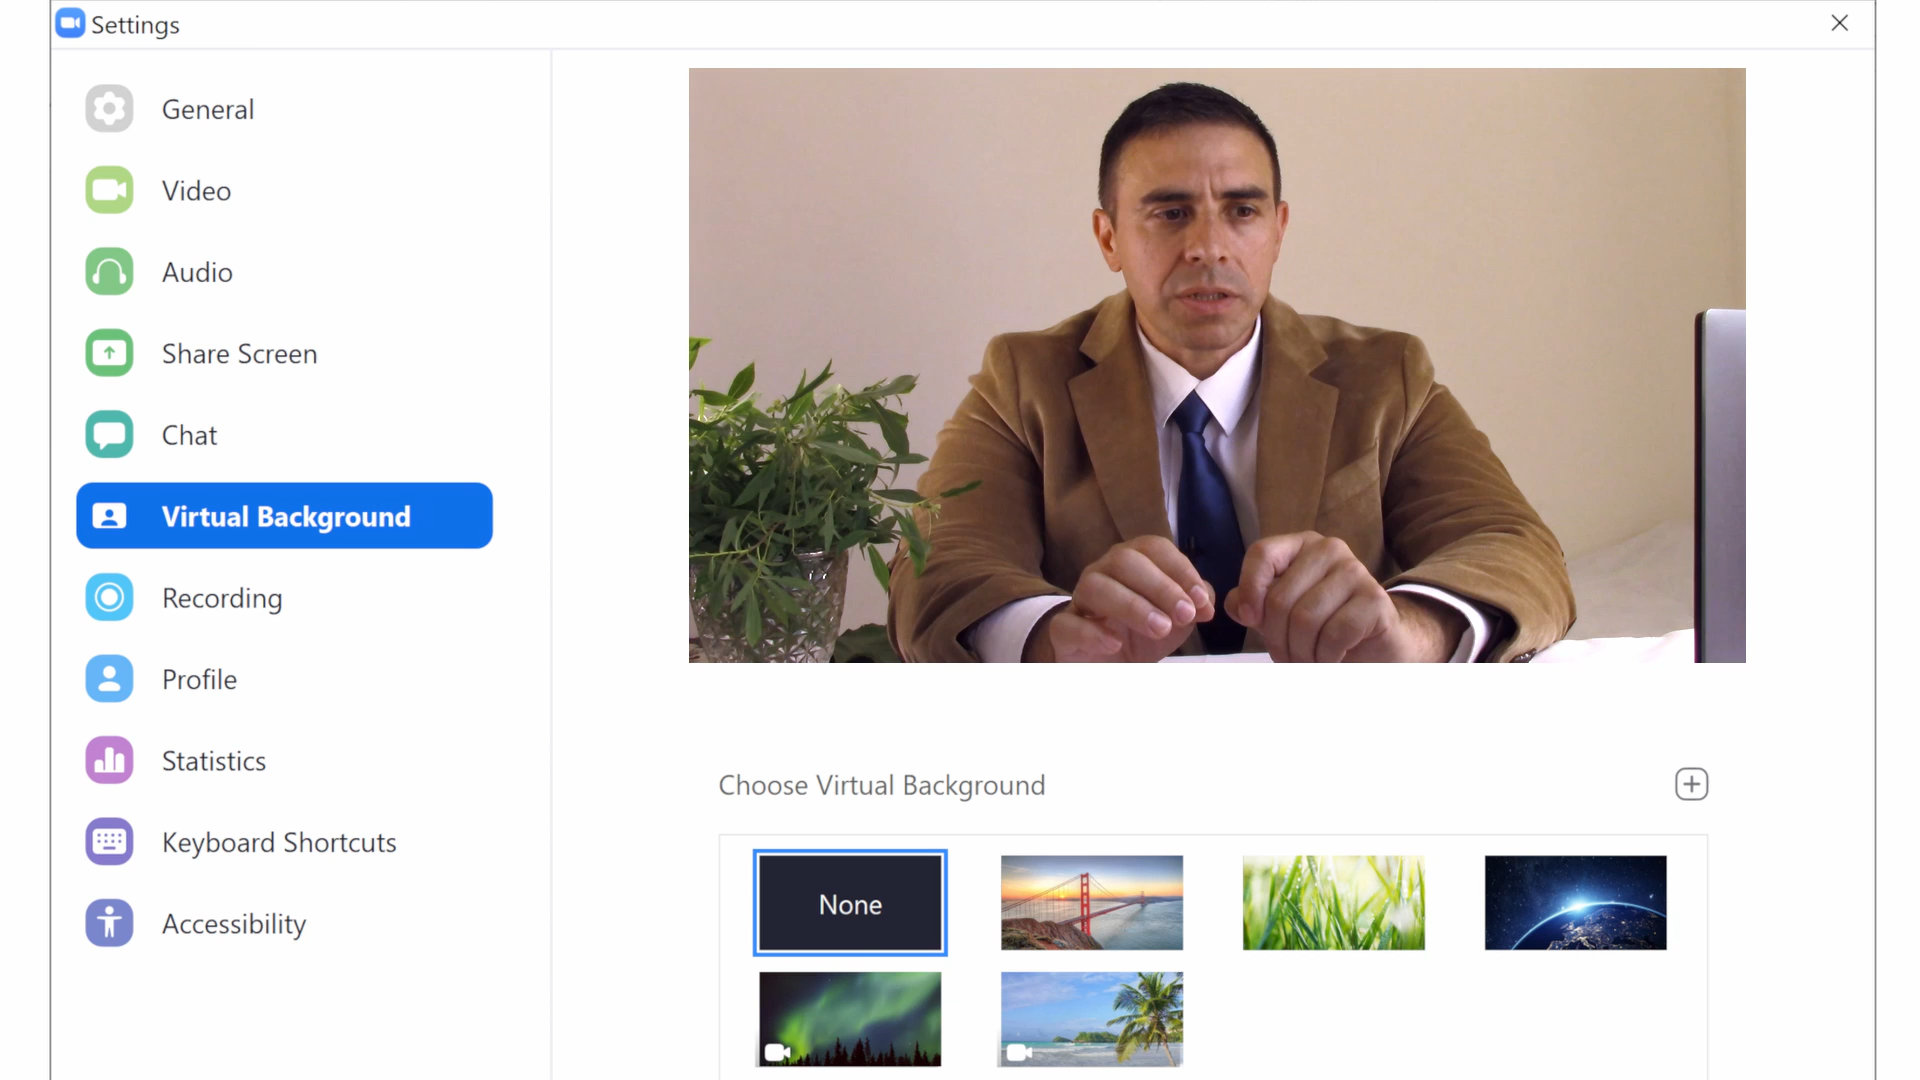 Settings
General
Video
Audio
Share Screen
Chat
Virtual Background
Recording
Profile
Statistics
Keyboard Shortcuts
Accessibility
Choose Virtual Background
None